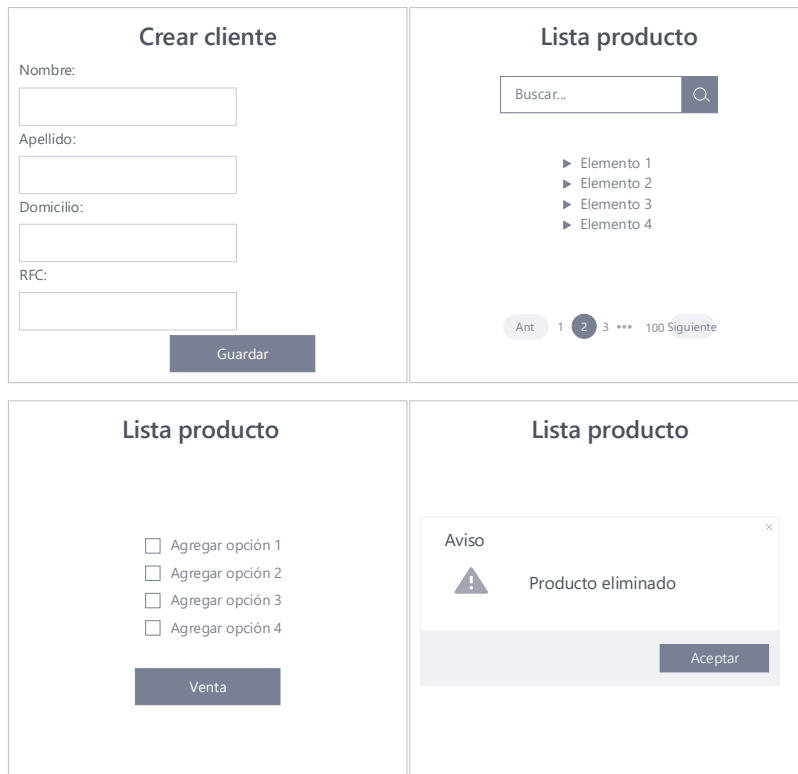 Crear cliente
Nombre:
Apellido:
Domicilio:
RFC:
Guardar
Lista producto
Buscar...
Elemento 1
Elemento 2
Elemento 3
Elemento 4
Ant 1 2 3 ••• 100 Siguiente
Lista producto
Agregar opción 1
Agregar opción 2
Agregar opción 3
Agregar opción 4
Venta
Lista producto
Aviso
Producto eliminado
Aceptar